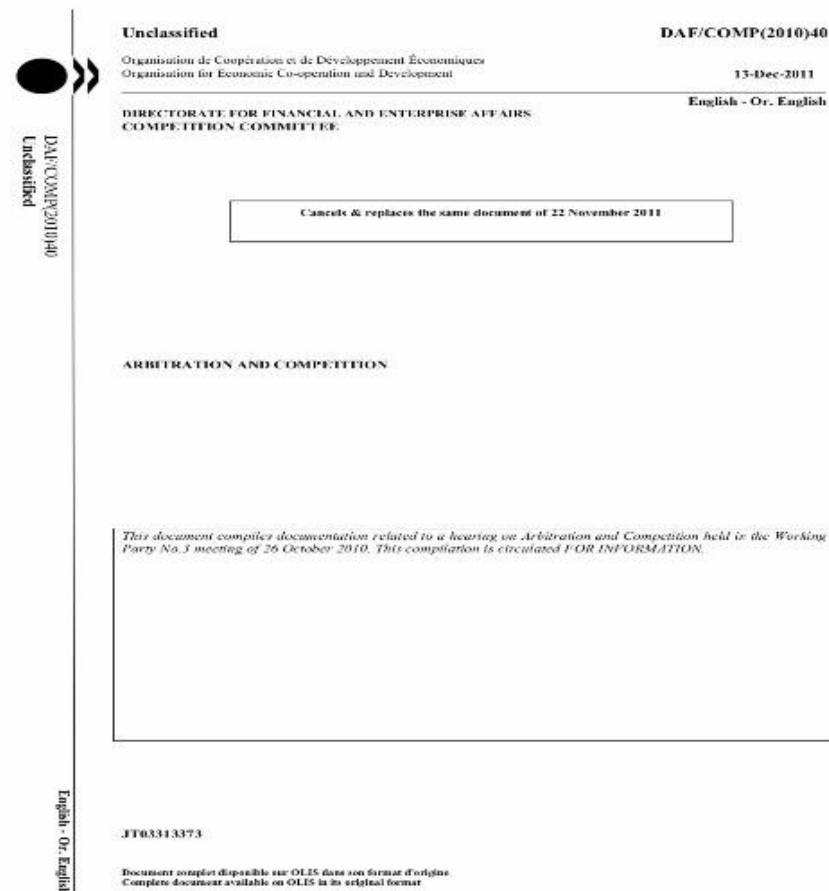 Unclassified
DAF/COMP(2010)40
Organisation de Coopération et de Développement Économiques
Organisation for Economic Co-operation and Development
13-Dec-2011
English - Or. English
DIRECTORATE FOR FINANCIAL AND ENTERPRISE AFFAIRS
COMPETITION COMMITTEE
DAF/COMP(2010)40
Unclassified
Cancels & replaces the same document of 22 November 2011
ARBITRATION AND COMPETITION
This document compiles documentation related to a hearing on Arbitration and Competition held in the Working
Party No.3 meeting of 26 October 2010. This compilation is circulated FOR INFORMATION.
English - Or. English
JT03313373
Document complet disponible sur OLIS dans son format d'origine
Complete document available on OLIS in its original format